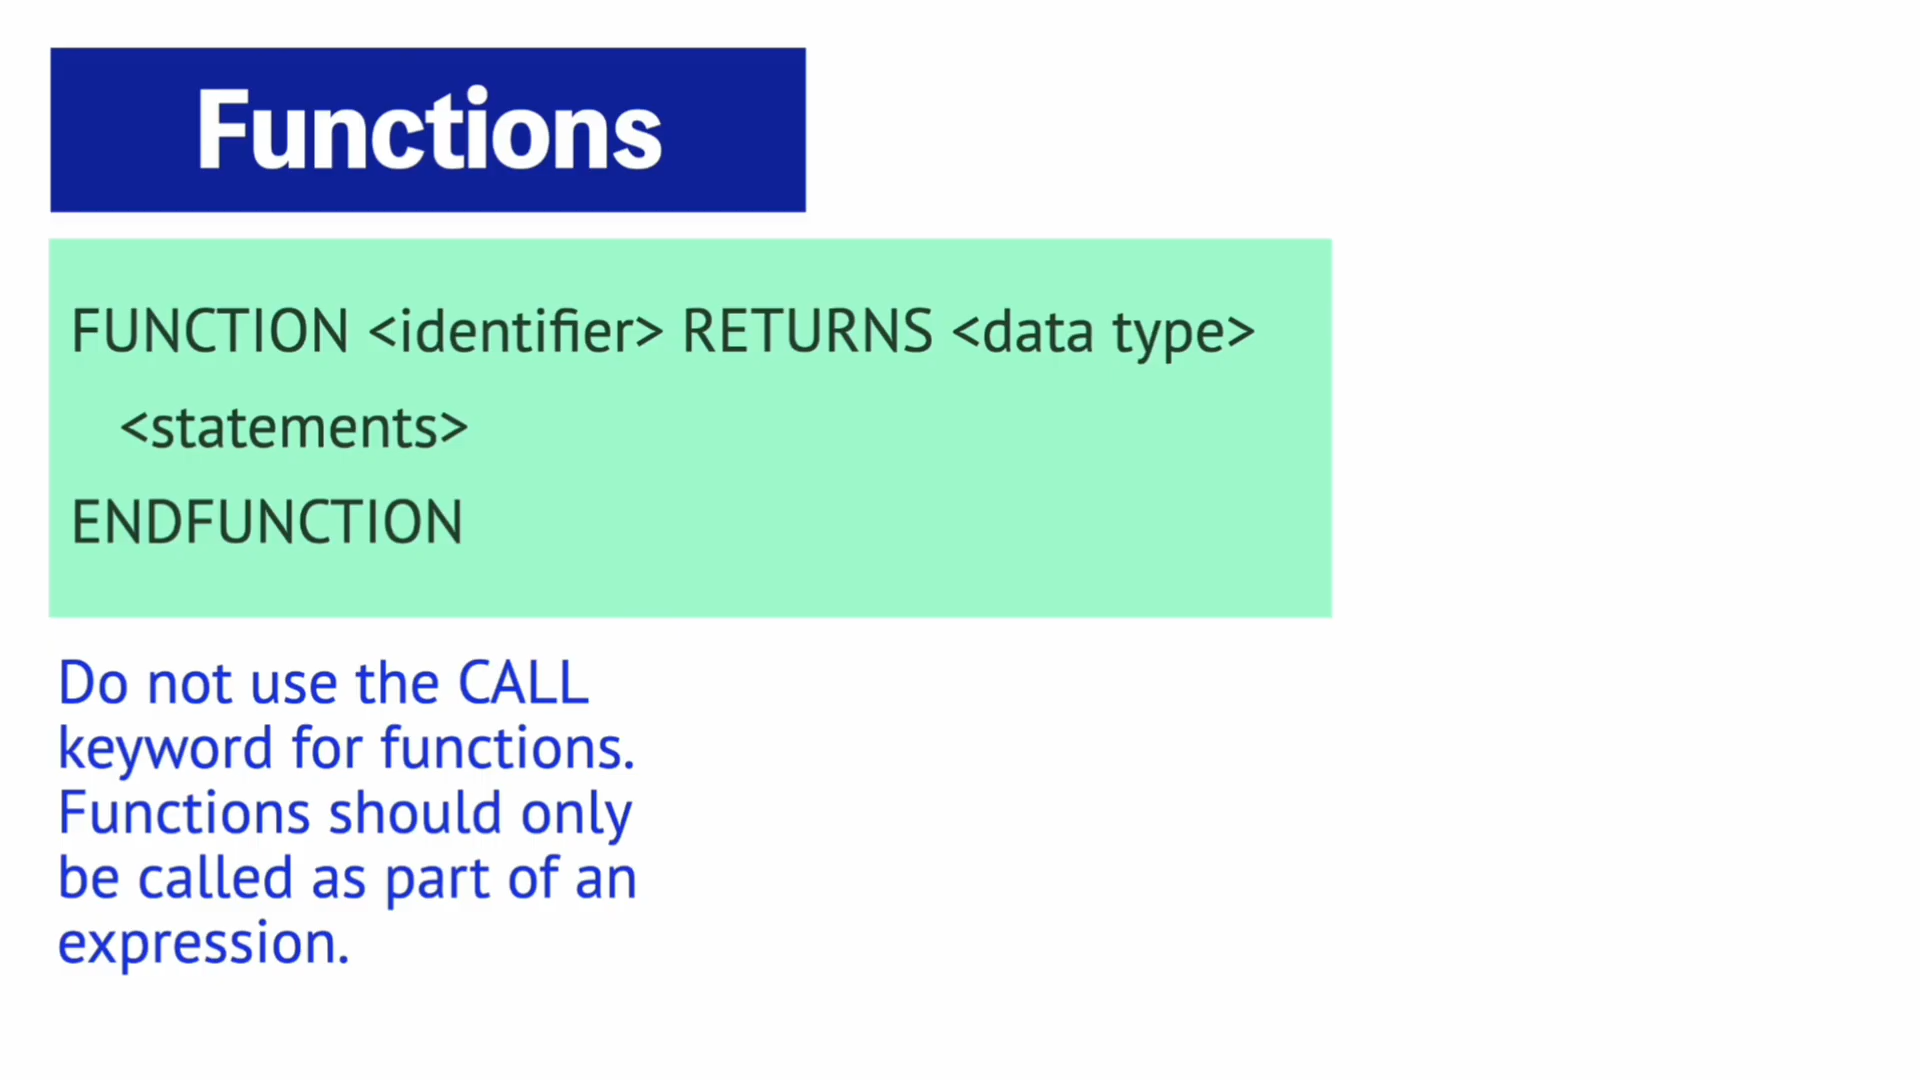 Functions
FUNCTION <identifier> RETURNS <data type>
<statements>
ENDFUNCTION
Do not use the CALL
keyword for functions.
Functions should only
be called as part of an
expression.